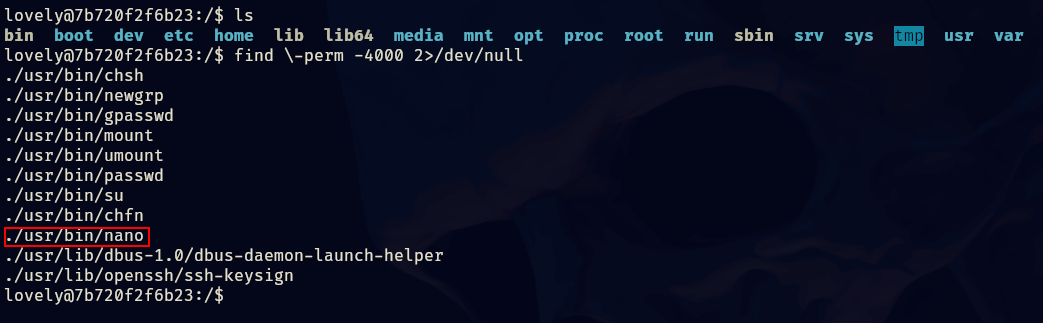 lovely@7b720f2f6b23:/$ ls
bin boot dev etc home lib lib64 media mnt opt proc root run sbin srv sys tmp usr var
lovely@7b720f2f6b23:/$ find \-perm -4000 2>/dev/null
./usr/bin/chsh
./usr/bin/newgrp
./usr/bin/gpasswd
./usr/bin/mount
./usr/bin/umount
./usr/bin/passwd
./usr/bin/su
./usr/bin/chfn
./usr/bin/nano
./usr/lib/dbus-1.0/dbus-daemon-launch-helper
./usr/lib/openssh/ssh-keysign
lovely@7b720f2f6b23:/$